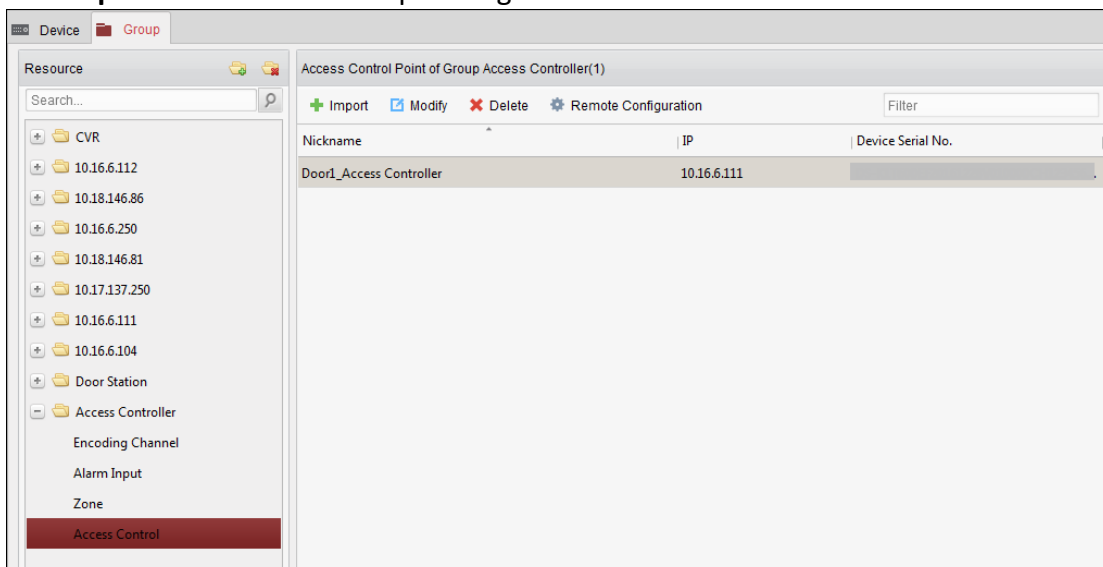 Device Group
Resource
Search...
CVR
10.16.6.112
10.18.146.86
10.16.6.250
10.18.146.81
10.17.137.250
10.16.6.111
10.16.6.104
Door Station
Access Controller
Encoding Channel
Alarm Input
Zone
Access Control
Access Control Point of Group Access Controller(1)
Import Modify Delete Remote Configuration Filter
Nickname IP Device Serial No.
Door1_Access Controller 10.16.6.111